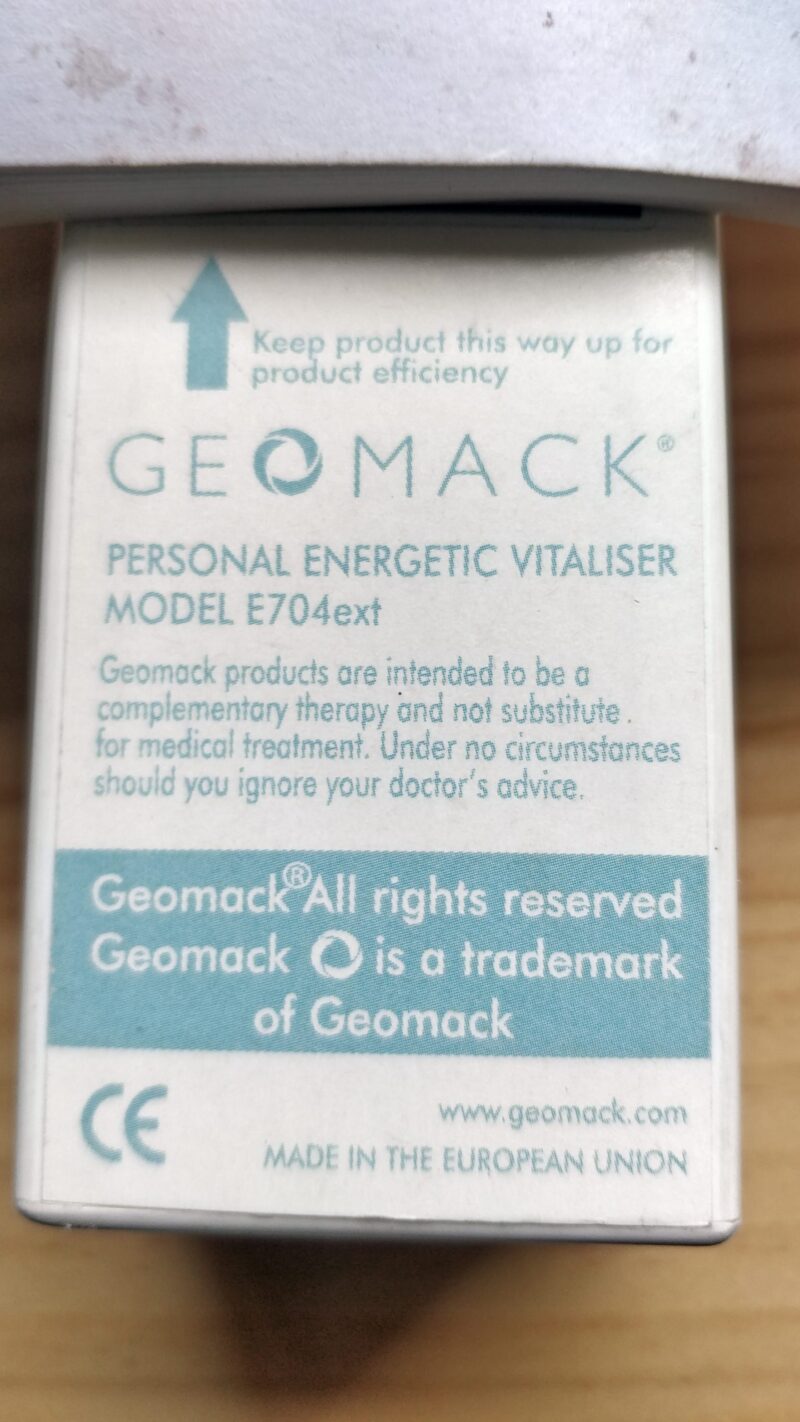 Keep product this way up for
product efficiency
GEOMACK®
PERSONAL ENERGETIC VITALISER
MODEL E704ext
Geomack products are intended to be a
complementary therapy and not substitute.
for medical treatment. Under no circumstances
should you ignore your doctor's advice.
Geomack® All rights reserved
Geomack is a trademark
of Geomack
CE
www.geomack.com
MADE IN THE EUROPEAN UNION